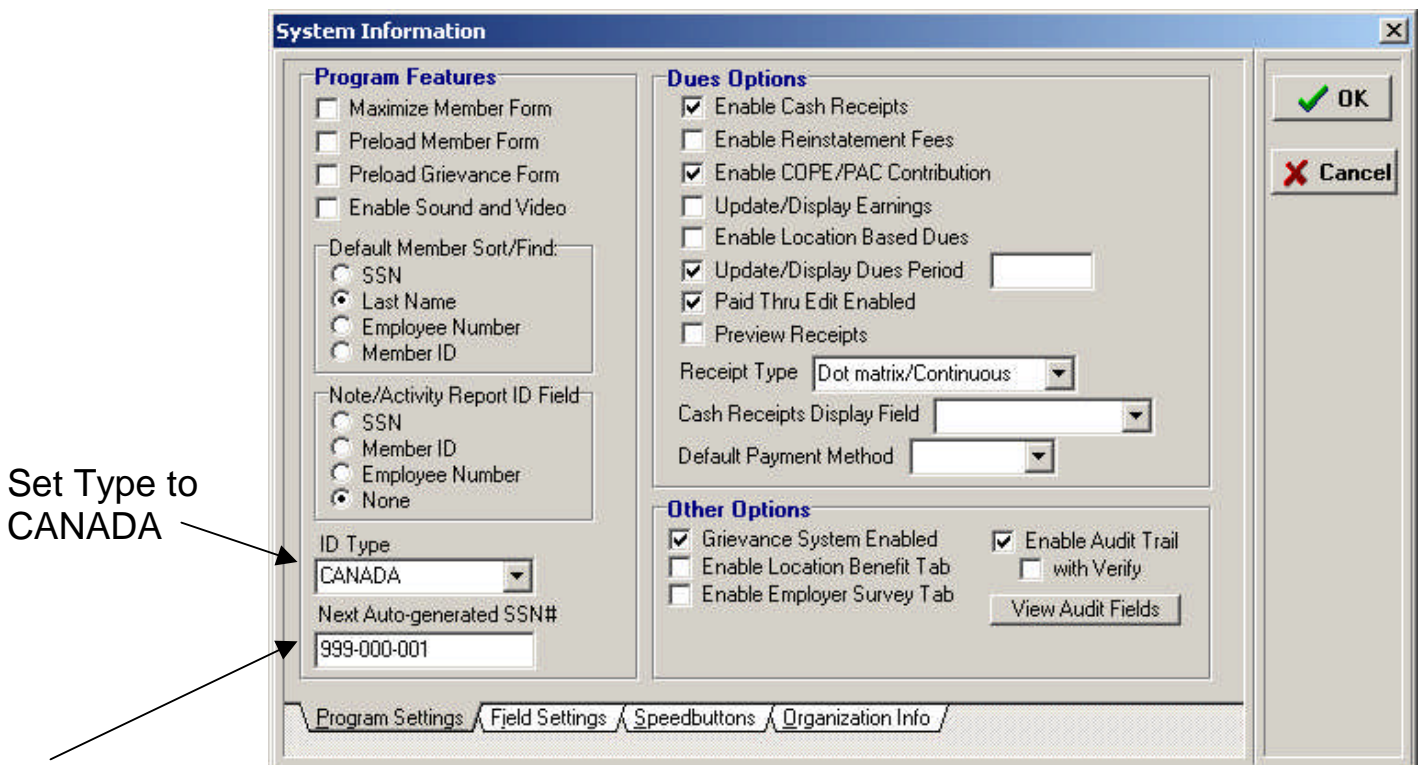 System Information
Program Features
Maximize Member Form
Preload Member Form
Preload Grievance Form
Enable Sound and Video
Default Member Sort/Find:
SSN
Last Name
Employee Number
Member ID
Note/Activity Report ID Field
SSN
Member ID
Employee Number
None
Set Type to
CANADA
ID Type
CANADA
Next Auto-generated SSN#
999-000-001
Dues Options
Enable Cash Receipts
Enable Reinstatement Fees
Enable COPE/PAC Contribution
Update/Display Earnings
Enable Location Based Dues
Update/Display Dues Period
Paid Thru Edit Enabled
Preview Receipts
Receipt Type Dot matrix/Continuous
Cash Receipts Display Field
Default Payment Method
Other Options
Grievance System Enabled
Enable Location Benefit Tab
Enable Employer Survey Tab
Enable Audit Trail
with Verify
View Audit Fields
OK
Cancel
Program Settings Field Settings Speedbuttons Organization Info